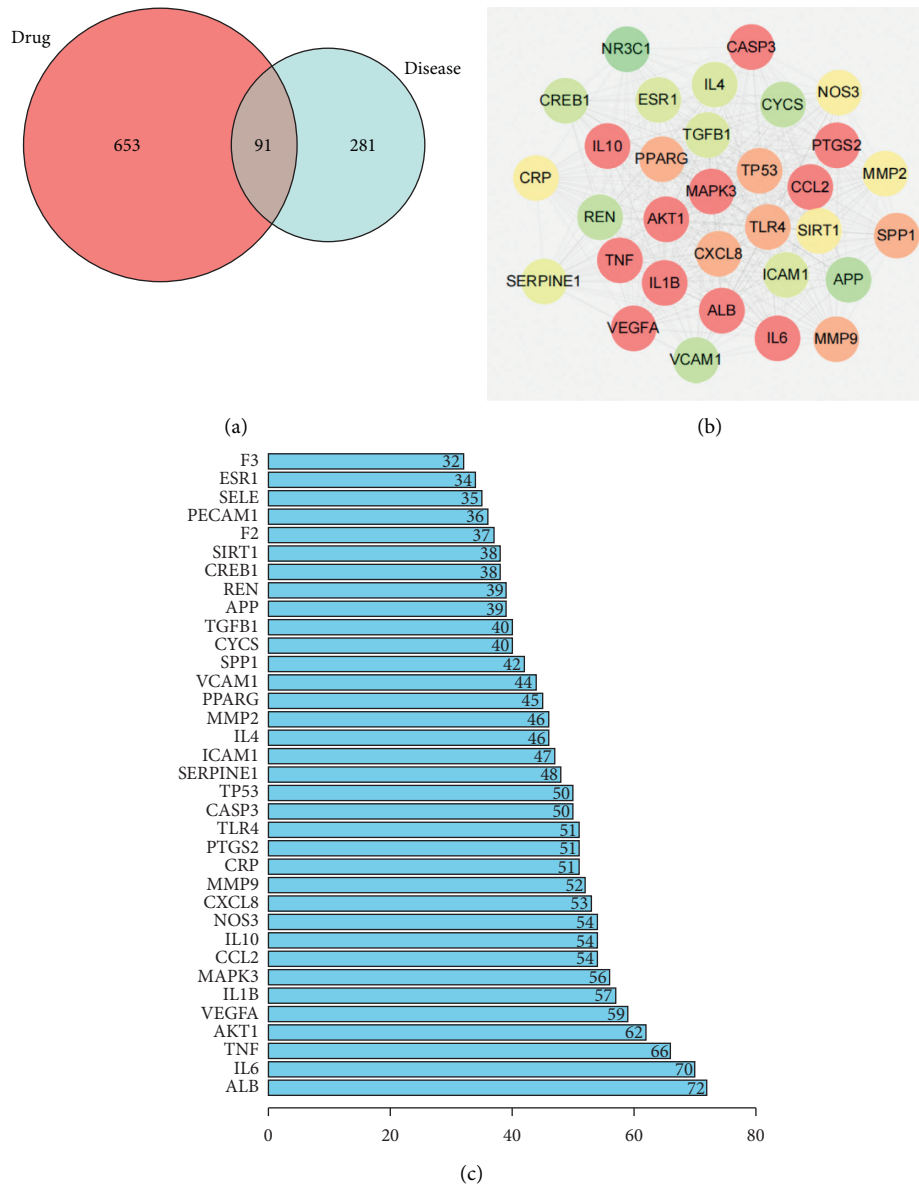 Drug
Disease
653
91
281
(a)
NR3C1
CASP3
IL4
NOS3
CREB1
ESR1
CYCS
TGFB1
IL10
PTGS2
PPARG
TP53
CRP
MMP2
MAPK3
CCL2
REN
AKT1
TLR4
SIRT1
SPP1
CXCL8
TNF
ICAM1
SERPINE1
IL1B
APP
ALB
VEGFA
IL6
MMP9
VCAM1
(b)
F3 32
ESR1 34
SELE 35
PECAM1 36
F2 37
SIRT1 38
CREB1 38
REN 39
APP 39
TGFB1 40
CYCS 40
SPP1 42
VCAM1 44
PPARG 45
MMP2 46
IL4 46
ICAM1 47
SERPINE1 48
TP53 50
CASP3 50
TLR4 51
PTGS2 51
CRP 51
MMP9 52
CXCL8 53
NOS3 54
IL10 54
CCL2 54
MAPK3 56
IL1B 57
VEGFA 59
AKT1 62
TNF 66
IL6 70
ALB 72
0 20 40 60 80
(c)